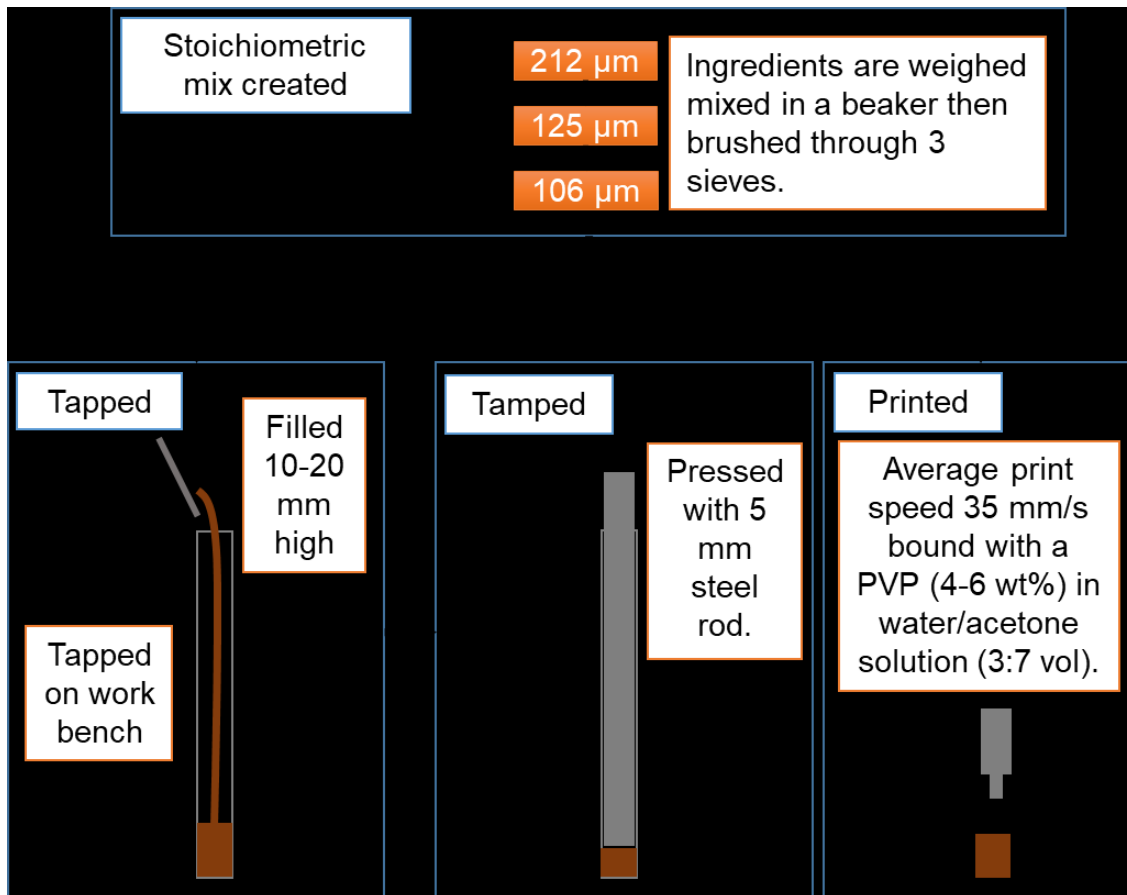 Stoichiometric
mix created
212 µm
125 µm
106 µm
Ingredients are weighed
mixed in a beaker then
brushed through 3
sieves.
Tapped
Filled
10-20
mm
high
Tapped
on work
bench
Tamped
Pressed
with 5
mm
steel
rod.
Printed
Average print
speed 35 mm/s
bound with a
PVP (4-6 wt%) in
water/acetone
solution (3:7 vol).